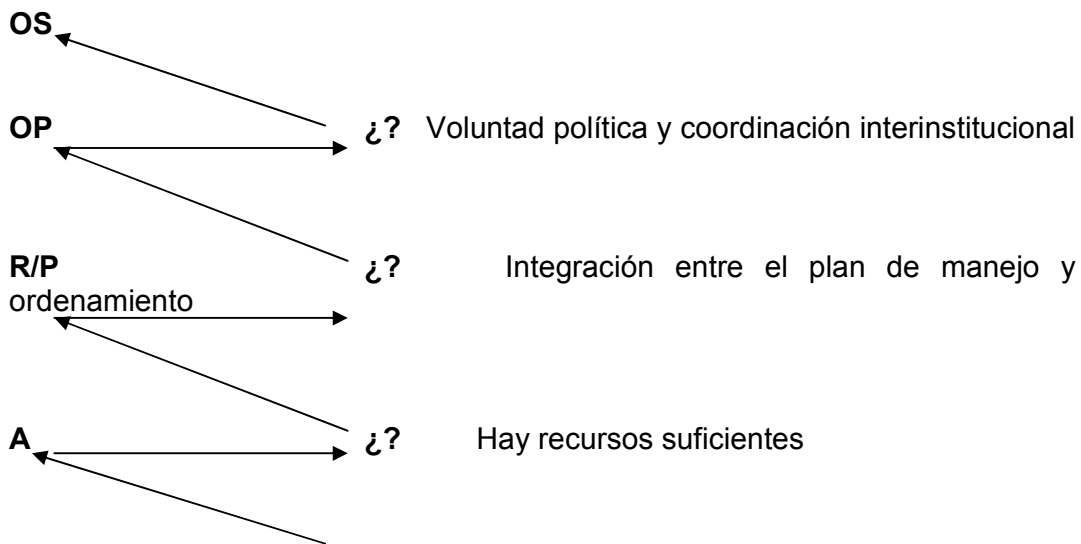 OS
OP ¿? Voluntad política y coordinación interinstitucional
R/P ¿? Integración entre el plan de manejo y
ordenamiento
A ¿? Hay recursos suficientes